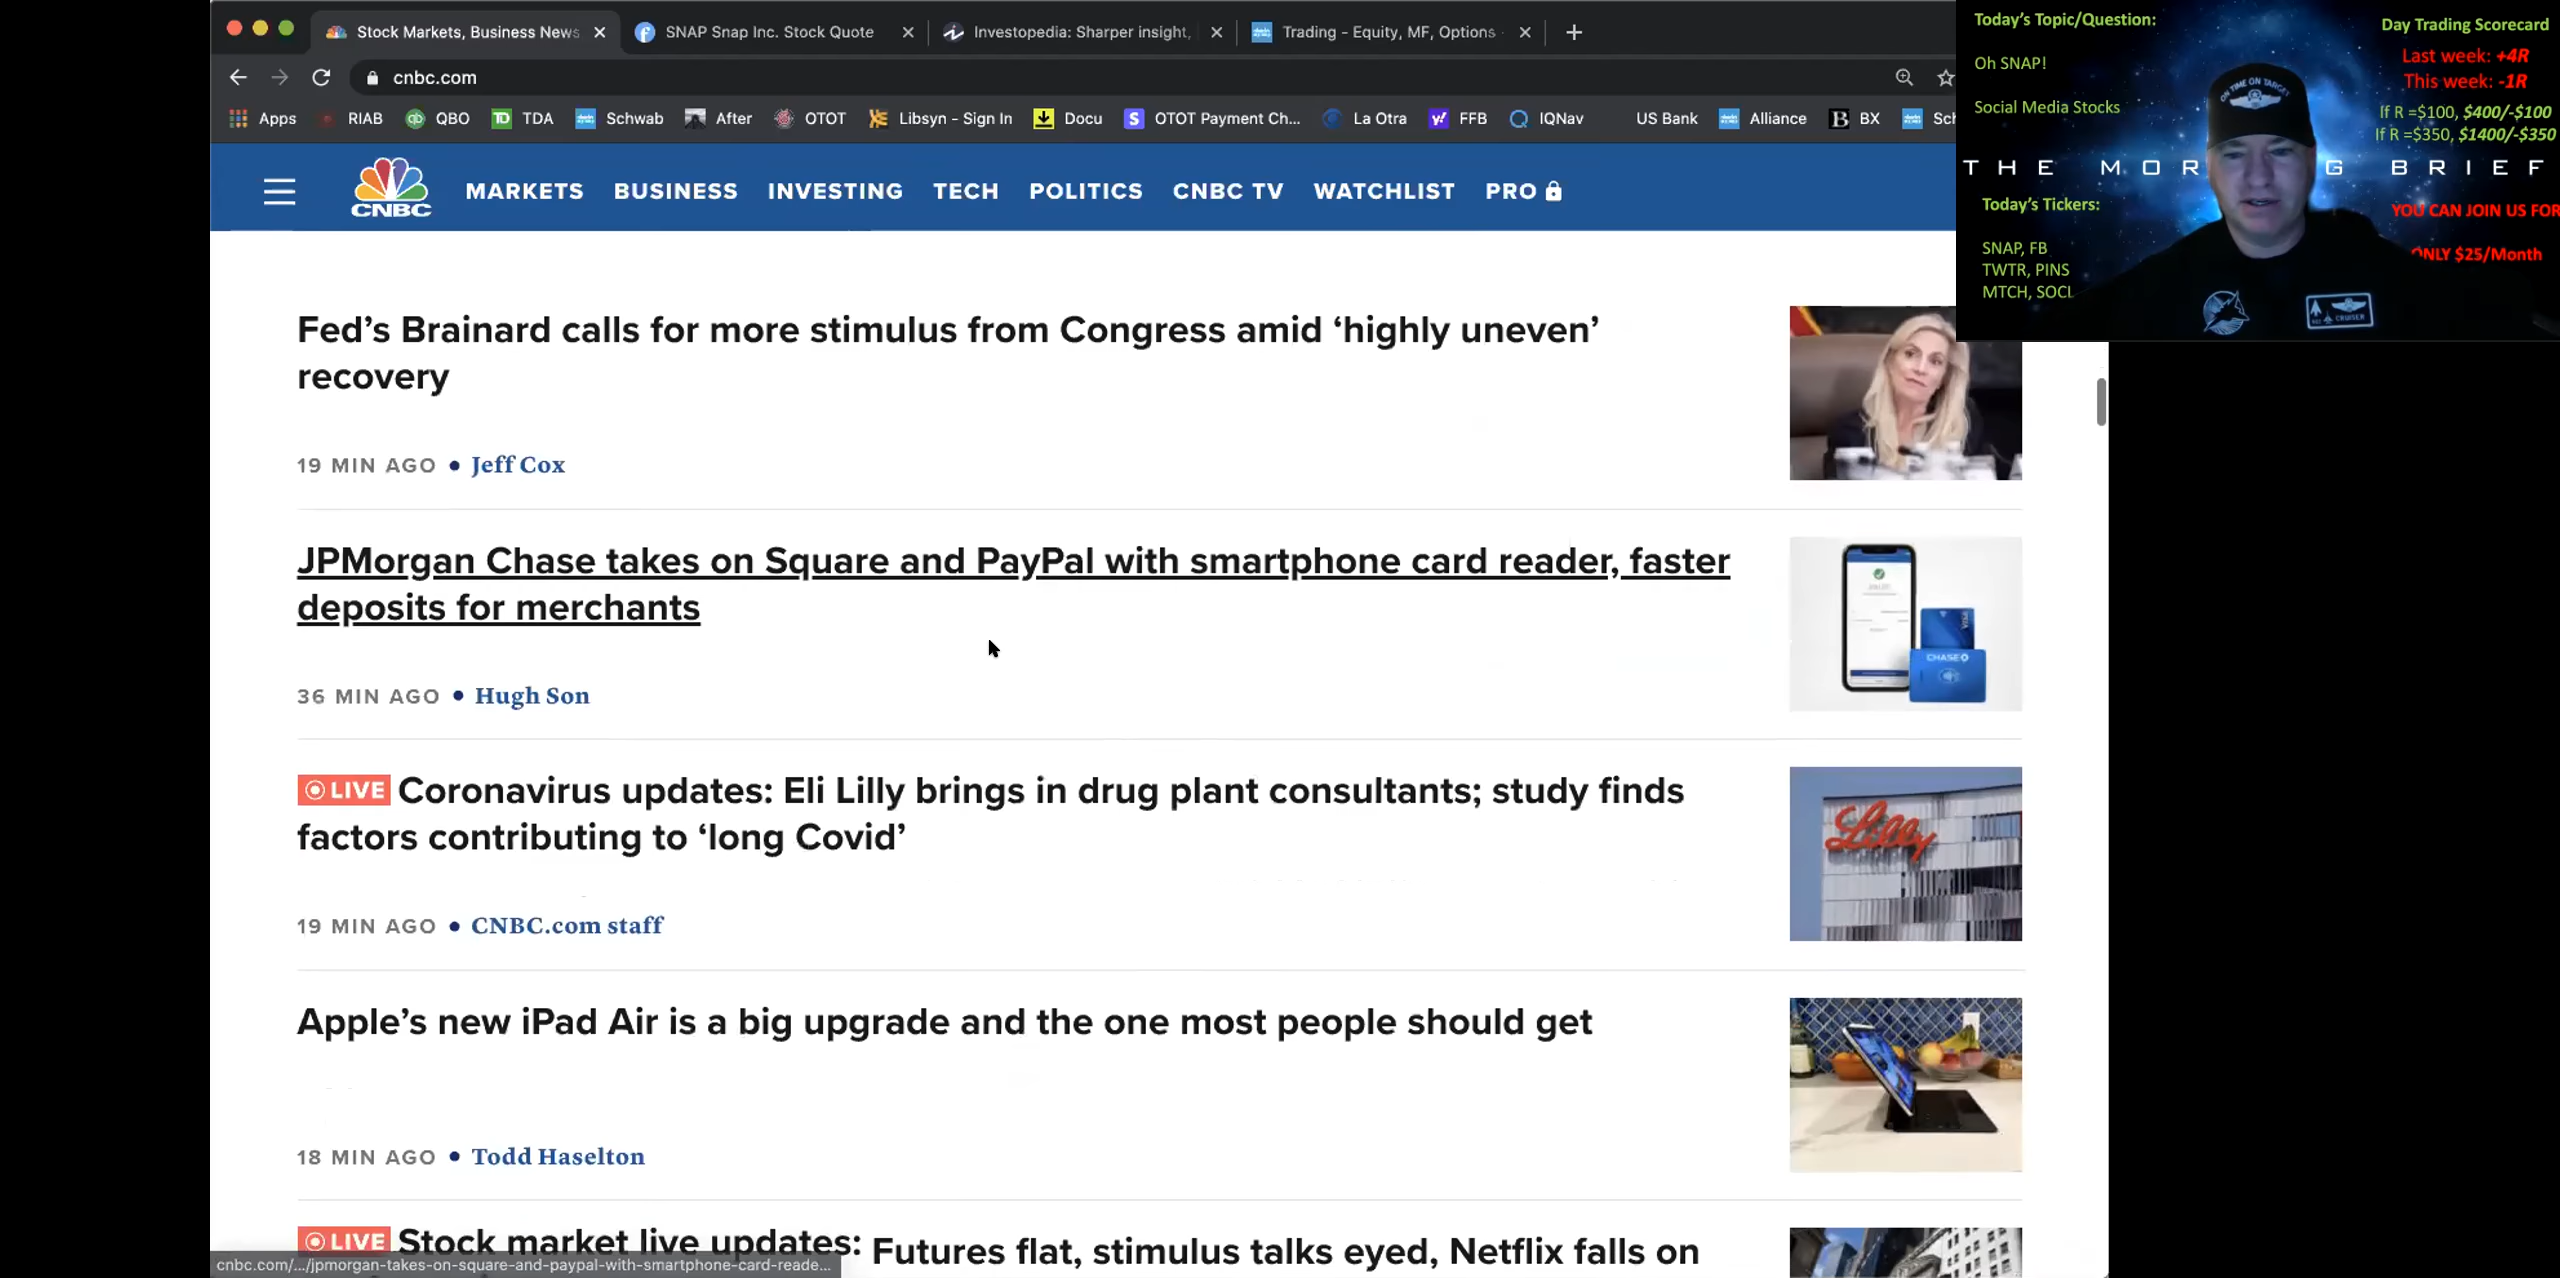 Stock Markets, Business News
SNAP Snap Inc. Stock Quote
Investopedia: Sharper insight,
Trading - Equity, MF, Options
cnbc.com
Apps
RIAB
QBO
TDA
Schwab
After
OTOT
Libsyn - Sign In
Docu
OTOT Payment Ch...
La Otra
FFB
IQNav
US Bank
Alliance
BX
Sch
CNBC
MARKETS
BUSINESS
INVESTING
TECH
POLITICS
CNBC TV
WATCHLIST
PRO
Today's Topic/Question:
Oh SNAP!
Social Media Stocks
Day Trading Scorecard
Last week: +4R
This week: -1R
If R =$100, $400/-$100
If R =$350, $1400/-$350
THE MOR G BRIEF
ON TIME ON TARGET
Today's Tickers:
SNAP, FB
TWTR, PINS
MTCH, SOCL
YOU CAN JOIN US FOR
ONLY $25/Month
CRUISER
Fed's Brainard calls for more stimulus from Congress amid ‘highly uneven’
recovery
19 MIN AGO • Jeff Cox
JPMorgan Chase takes on Square and PayPal with smartphone card reader, faster
deposits for merchants
36 MIN AGO • Hugh Son
CHASE
LIVE Coronavirus updates: Eli Lilly brings in drug plant consultants; study finds
factors contributing to ‘long Covid’
19 MIN AGO • CNBC.com staff
Lilly
Apple’s new iPad Air is a big upgrade and the one most people should get
18 MIN AGO • Todd Haselton
LIVE Stock market live updates: Futures flat, stimulus talks eyed, Netflix falls on
cnbc.com/.../jpmorgan-takes-on-square-and-paypal-with-smartphone-card-reade...